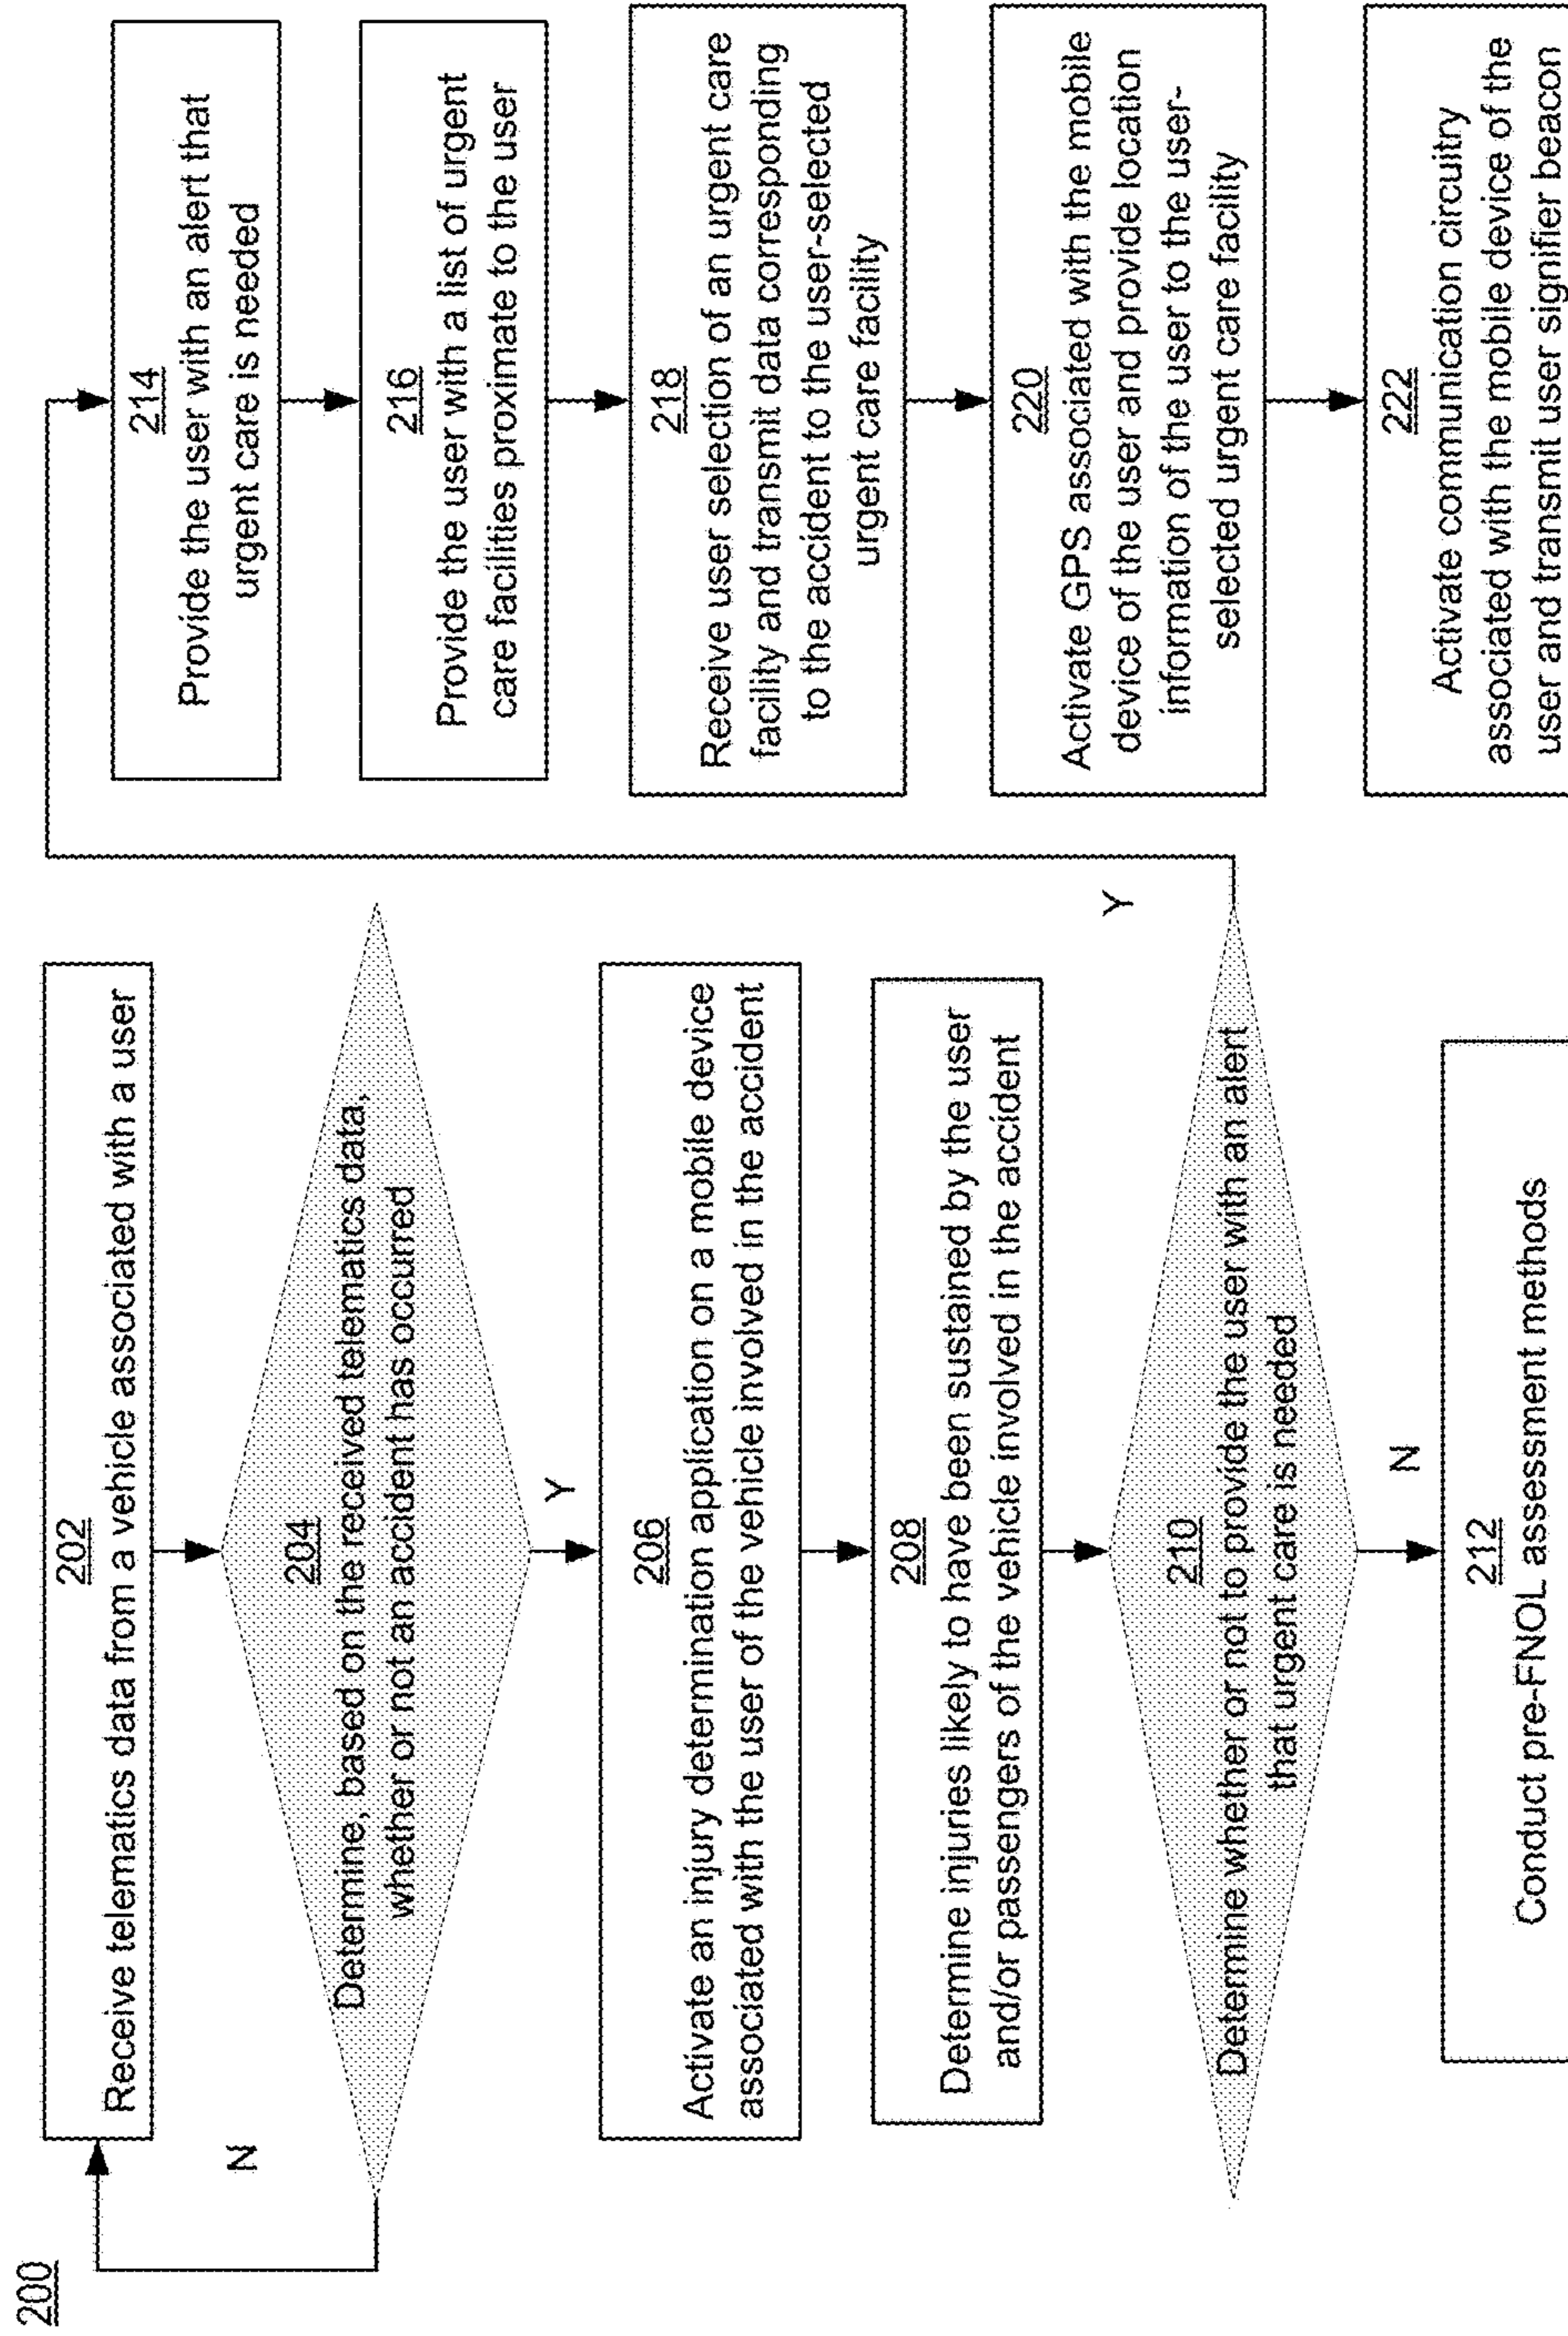 200
202
Receive telematics data from a vehicle associated with a user
N
204
Determine, based on the received telematics data,
whether or not an accident has occurred
Y
206
Activate an injury determination application on a mobile device
associated with the user of the vehicle involved in the accident
208
Determine injuries likely to have been sustained by the user
and/or passengers of the vehicle involved in the accident
210
Determine whether or not to provide the user with an alert
that urgent care is needed
Y
N
212
Conduct pre-FNOL assessment methods
214
Provide the user with an alert that
urgent care is needed
216
Provide the user with a list of urgent
care facilities proximate to the user
218
Receive user selection of an urgent care
facility and transmit data corresponding
to the accident to the user-selected
urgent care facility
220
Activate GPS associated with the mobile
device of the user and provide location
information of the user to the user-
selected urgent care facility
222
Activate communication circuitry
associated with the mobile device of the
user and transmit user signifier beacon